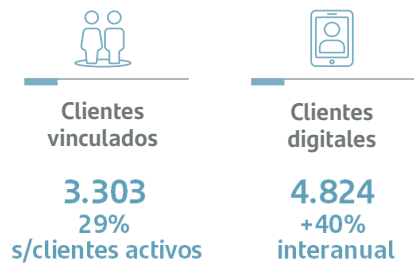 Clientes
vinculados
3.303
29%
s/clientes activos
Clientes
digitales
4.824
+40%
interanual